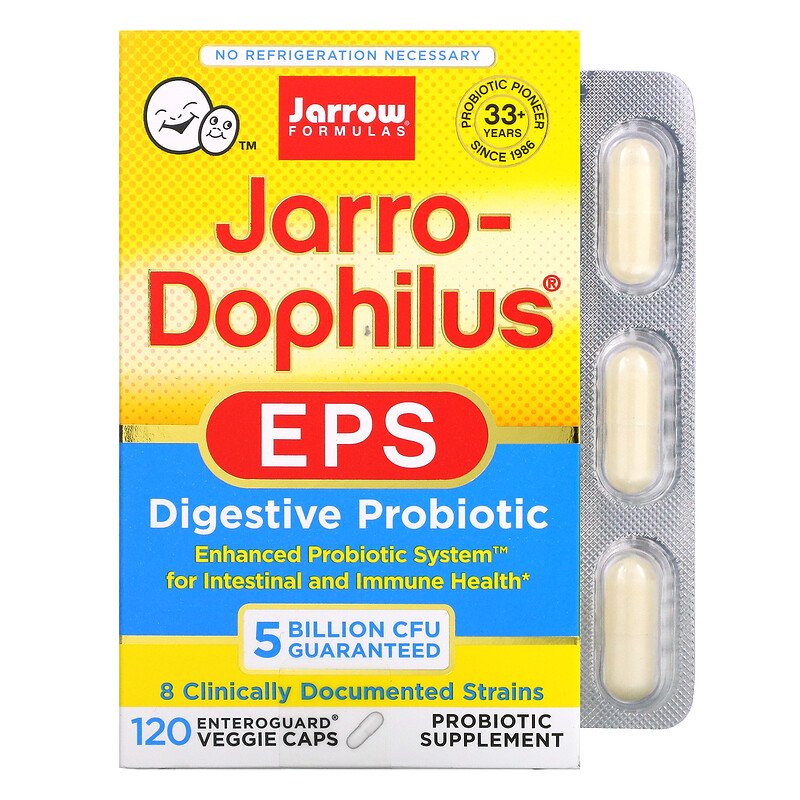 NO REFRIGERATION NECESSARY
Jarrow
FORMULAS®
PROBIOTIC PIONEER
33+
YEARS
SINCE 1986
TM
Jarro-
Dophilus®
EPS
Digestive Probiotic
Enhanced Probiotic System™
for Intestinal and Immune Health*
5 BILLION CFU
GUARANTEED
8 Clinically Documented Strains
120 ENTEROGUARD®
VEGGIE CAPS
PROBIOTIC
SUPPLEMENT